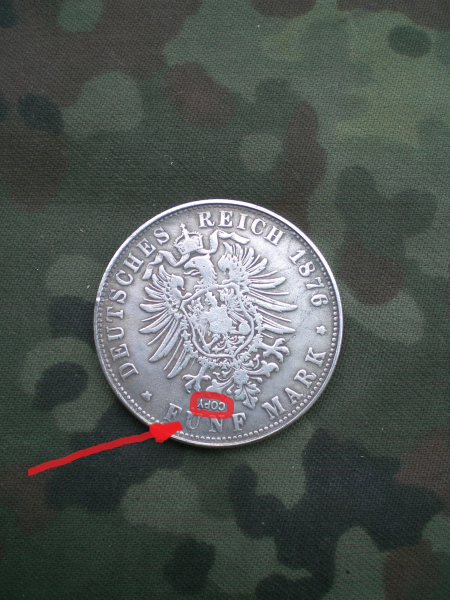 DEUTSCHES REICH 1876
COPY
* FÜNF MARK *